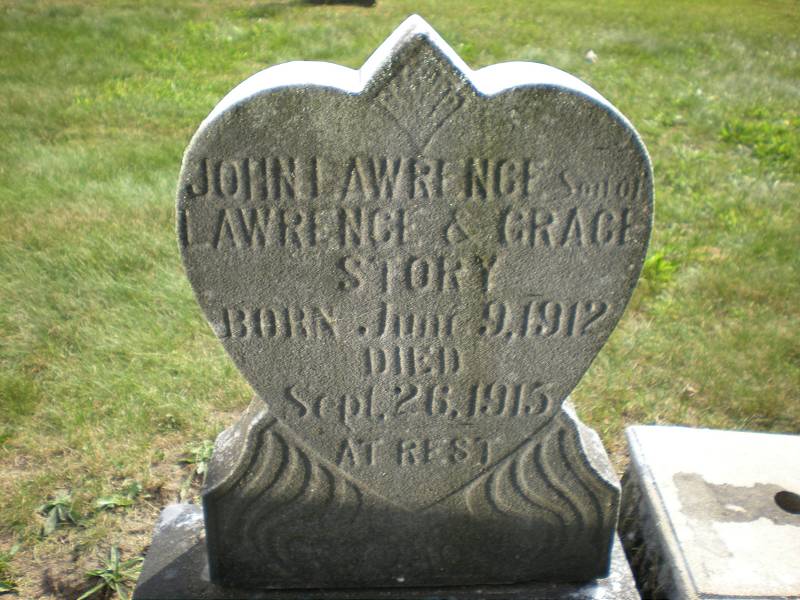 JOHN LAWRENCE Son of
LAWRENCE & GRACE
STORY
BORN June 9, 1912
DIED
Sept. 26, 1915
AT REST